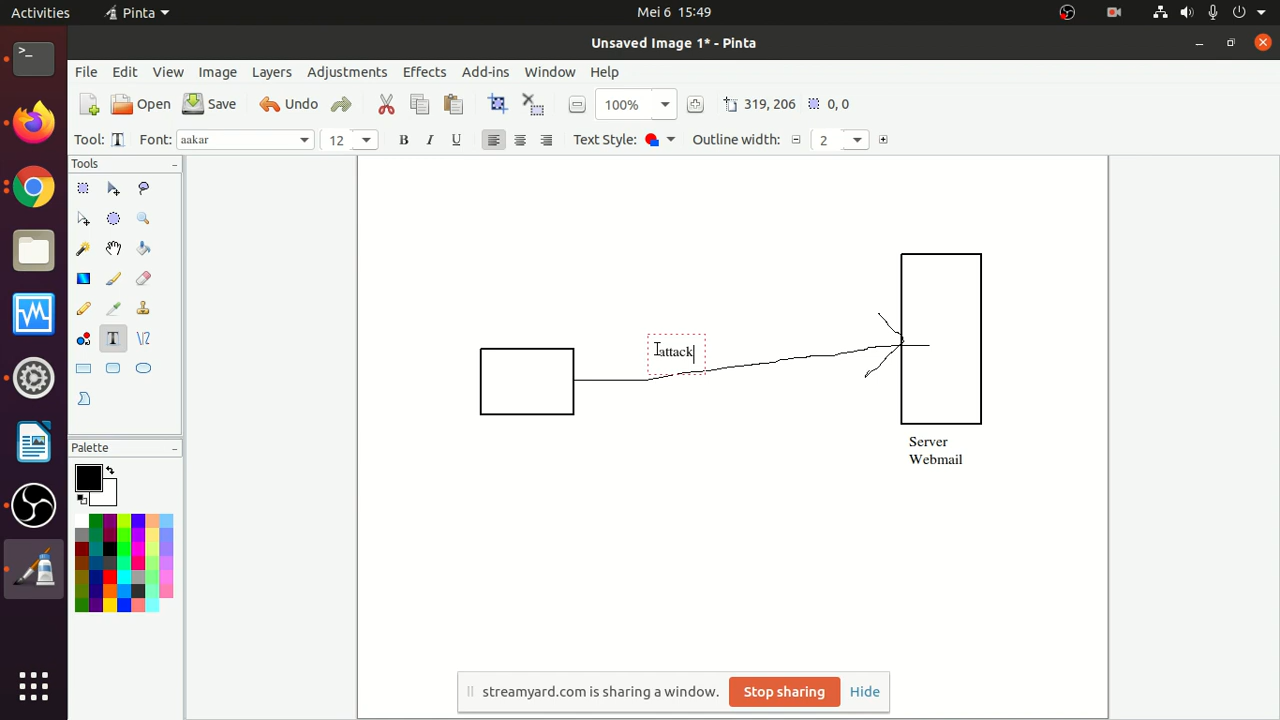 Activities Pinta Mei 6 15:49
Unsaved Image 1* - Pinta
File Edit View Image Layers Adjustments Effects Add-ins Window Help
Open Save Undo 100% 319, 206 0, 0
Tool: T Font: aakar 12 B I U Text Style: Outline width: 2
Tools
T
attack
Palette
Server
Webmail
streamyard.com is sharing a window. Stop sharing Hide